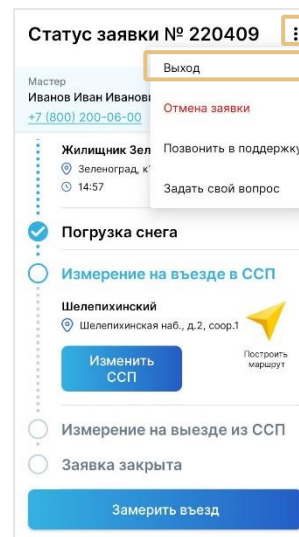 Статус заявки № 220409
Выход
Мастер
Иванов Иван
+7 (800) 200-06-00
Отмена заявки
Позвонить в поддержку
Задать свой вопрос
Жилищник
Зеленоград,
14:57
Погрузка снега
Измерение на въезде в ССП
Шелепихинский
Шелепихинская наб., д.2, соор.1
Изменить
ССП
Построить
маршрут
Измерение на выезде из ССП
Заявка закрыта
Замерить въезд